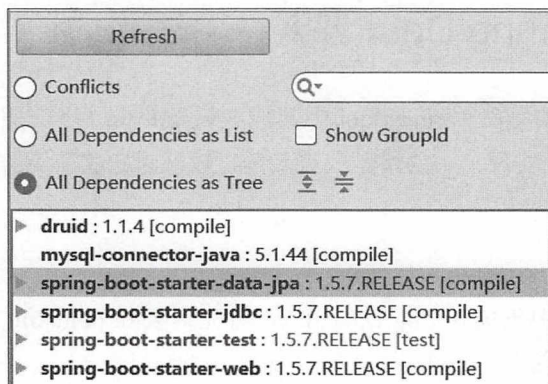 Refresh
Conflicts
All Dependencies as List
Show GroupId
All Dependencies as Tree
druid : 1.1.4 [compile]
mysql-connector-java : 5.1.44 [compile]
spring-boot-starter-data-jpa : 1.5.7.RELEASE [compile]
spring-boot-starter-jdbc : 1.5.7.RELEASE [compile]
spring-boot-starter-test : 1.5.7.RELEASE [test]
spring-boot-starter-web : 1.5.7.RELEASE [compile]